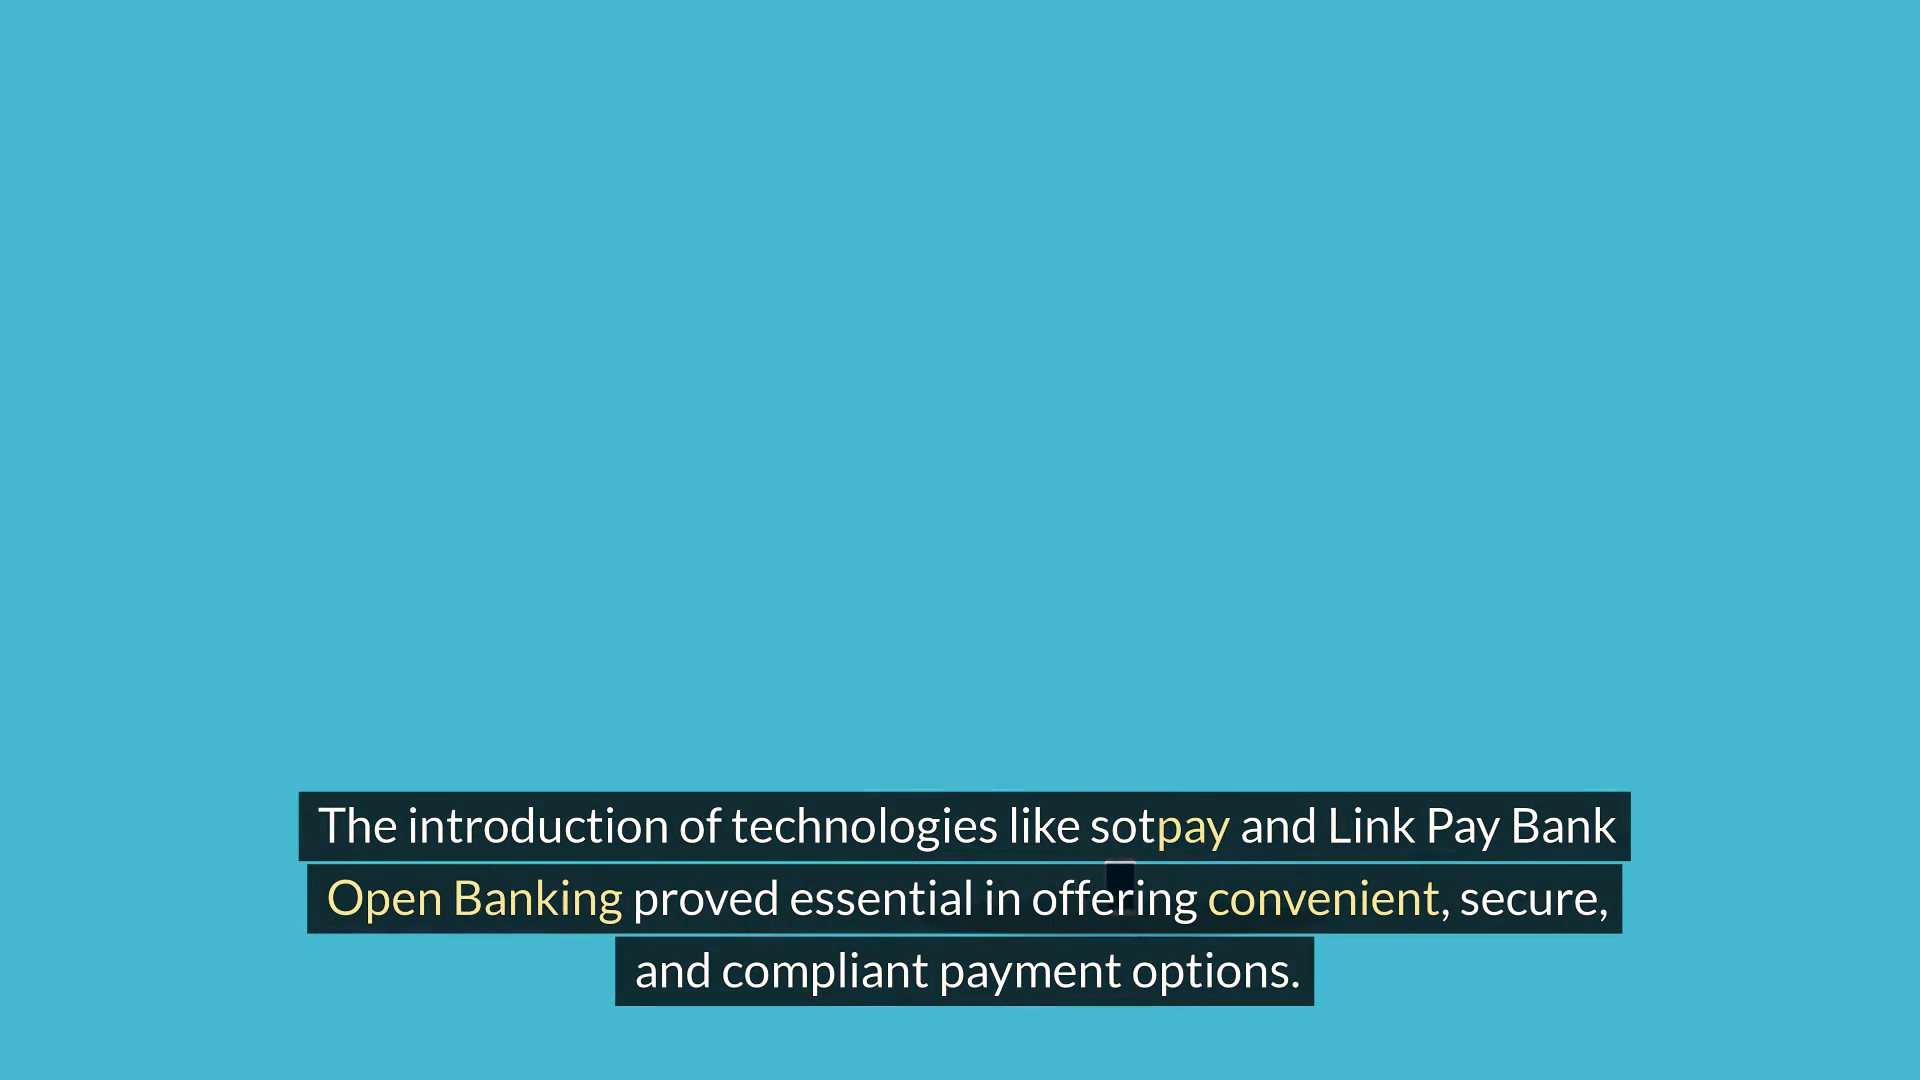 The introduction of technologies like sotpay and Link Pay Bank
Open Banking proved essential in offering convenient, secure,
and compliant payment options.